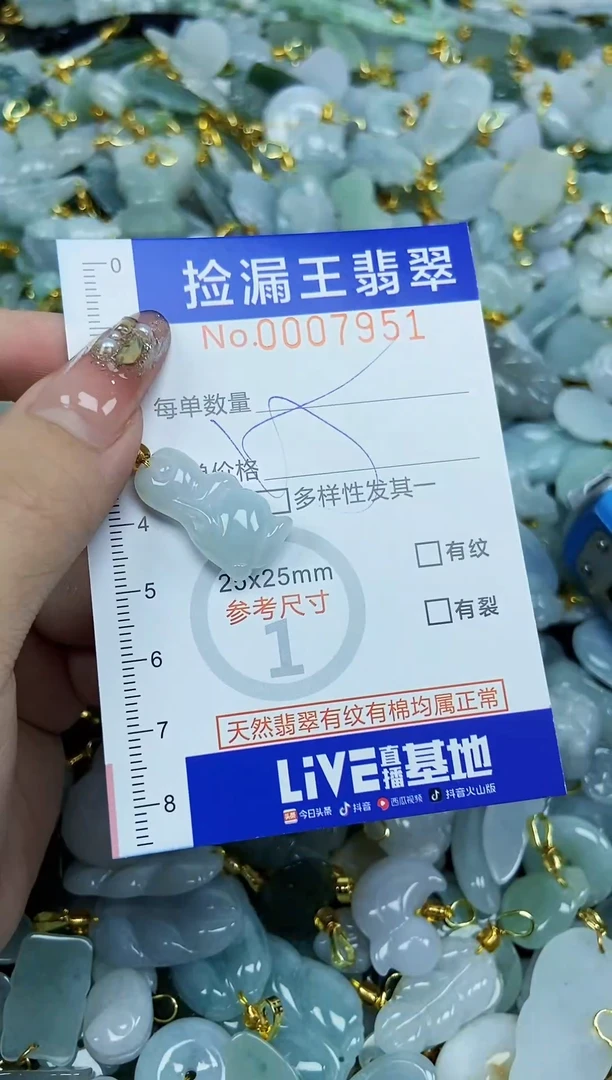 0
捡漏王翡翠
No.0007951
每单数量
单价格
多样性发其一
4
有纹
5
25x25mm
参考尺寸
有裂
1
6
天然翡翠有纹有棉均属正常
7
LiVE直播基地
头条 今日头条 抖音 西瓜视频 抖音火山版
8